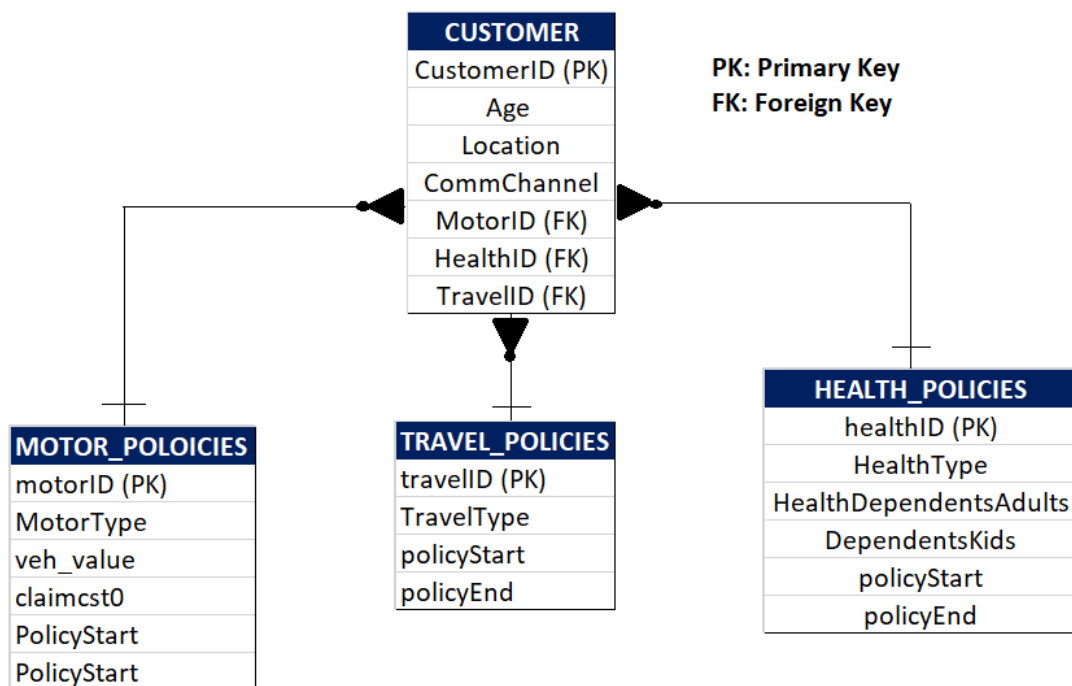 CUSTOMER
CustomerID (PK)
Age
Location
CommChannel
MotorID (FK)
HealthID (FK)
TravelID (FK)
PK: Primary Key
FK: Foreign Key
MOTOR_POLOICIES
motorID (PK)
MotorType
veh_value
claimcst0
PolicyStart
PolicyStart
TRAVEL_POLICIES
travelID (PK)
TravelType
policyStart
policyEnd
HEALTH_POLICIES
healthID (PK)
HealthType
HealthDependentsAdults
DependentsKids
policyStart
policyEnd